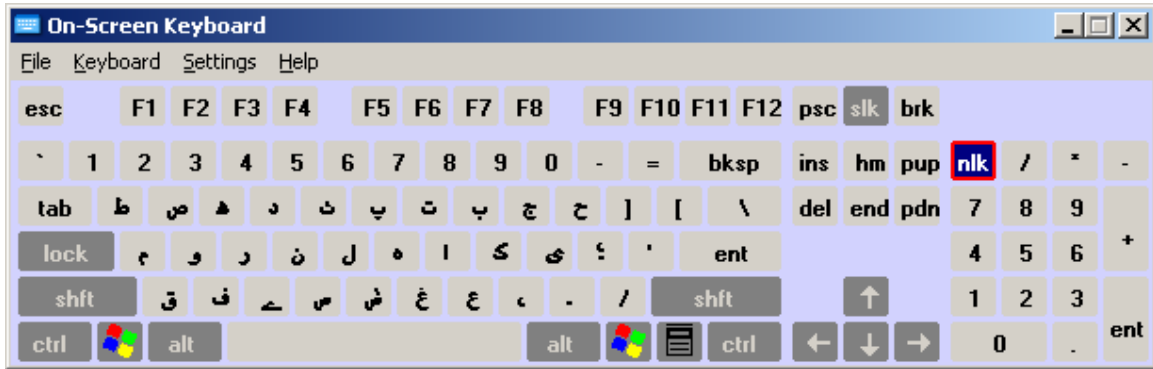 On-Screen Keyboard
File Keyboard Settings Help
esc F1 F2 F3 F4 F5 F6 F7 F8 F9 F10 F11 F12 psc slk brk
` 1 2 3 4 5 6 7 8 9 0 - = bksp ins hm pup nlk / * -
tab ط ص ھ د ٹ پ ت ب ج ح ] [ \ del end pdn 7 8 9 +
lock م و ر ن ل ہ ا ک ی ؛ ' ent 4 5 6
shft ق ف ے س ش غ ع ، . / shft 1 2 3 ent
ctrl alt alt ctrl 0 .